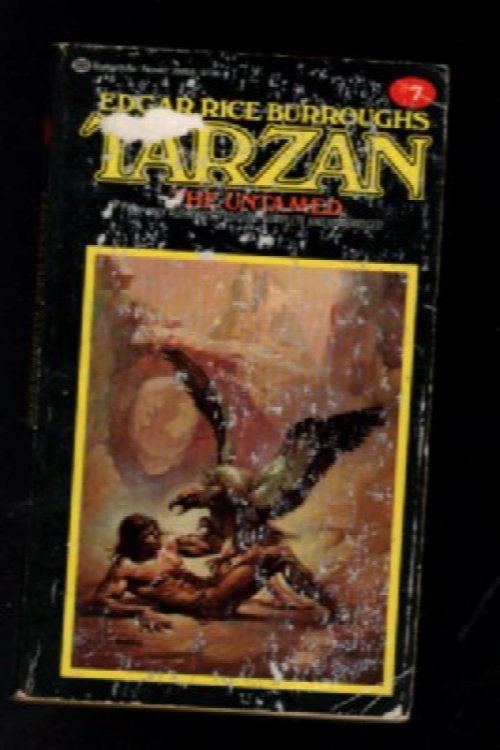 7
EDGAR RICE BURROUGHS
TARZAN
THE UNTAMED